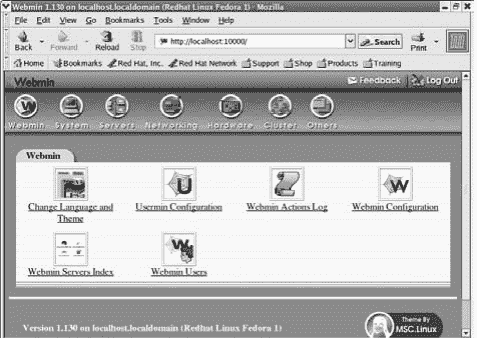 Webmin 1.130 on localhost.localdomain (Redhat Linux Fedora 1) - Mozilla
File Edit View Go Bookmarks Tools Window Help
Back Forward Reload Stop http://localhost:10000/ Search Print
Home Bookmarks Red Hat, Inc. Red Hat Network Support Shop Products Training
Webmin Feedback Log Out
Webmin System Servers Networking Hardware Cluster Others
Webmin
Change Language and Theme
Usermin Configuration
Webmin Actions Log
Webmin Configuration
Webmin Servers Index
Webmin Users
Version 1.130 on localhost.localdomain (Redhat Linux Fedora 1)
Theme By
MSC.Linux